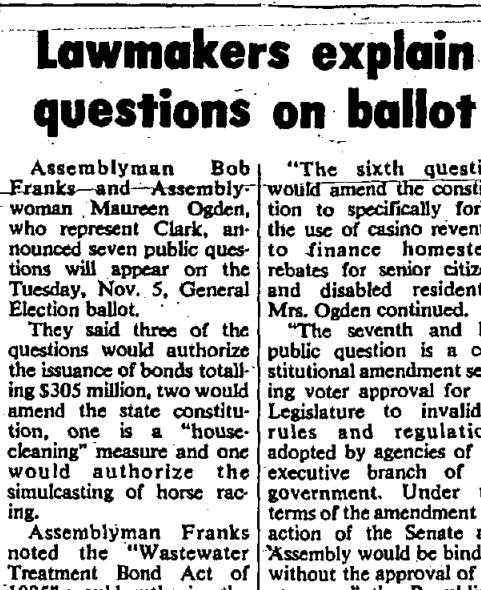 Lawmakers explain
questions on ballot
Assemblyman Bob
Franks and Assembly-
woman Maureen Ogden,
who represent Clark, an-
nounced seven public ques-
tions will appear on the
Tuesday, Nov. 5, General
Election ballot.
They said three of the
questions would authorize
the issuance of bonds totall-
ing $305 million, two would
amend the state constitu-
tion, one is a "house-
cleaning" measure and one
would authorize the
simulcasting of horse rac-
ing.
Assemblyman Franks
noted the "Wastewater
Treatment Bond Act of
"The sixth questi
would amend the consti
tion to specifically for
the use of casino reven
to finance homeste
rebates for senior citiz
and disabled resident
Mrs. Ogden continued.
"The seventh and
public question is a c
stitutional amendment se
ing voter approval for
Legislature to invalid
rules and regulatio
adopted by agencies of
executive branch of
government. Under
terms of the amendment
action of the Senate a
Assembly would be bind
without the approval of